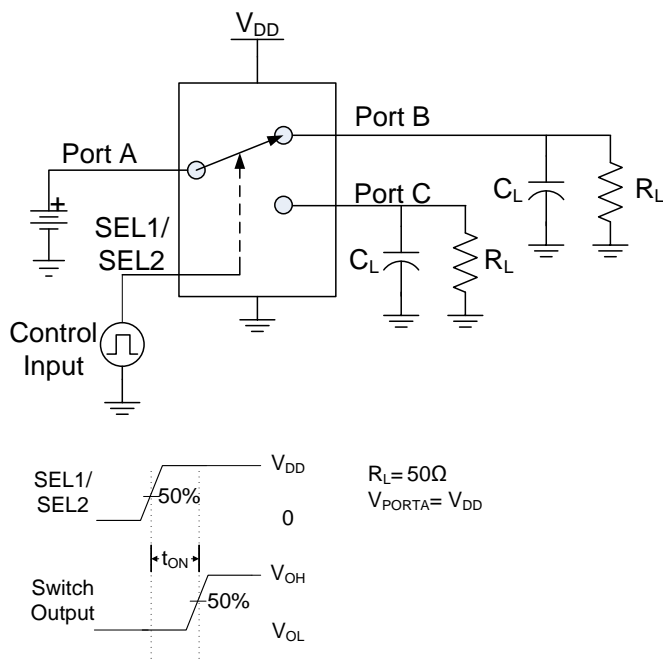 V_DD
Port B
Port A
+
C_L
R_L
SEL1/
SEL2
Port C
C_L
R_L
Control
Input
SEL1/
SEL2
50%
V_DD
0
R_L= 50Ω
V_PORTA= V_DD
t_ON
Switch
Output
50%
V_OH
V_OL